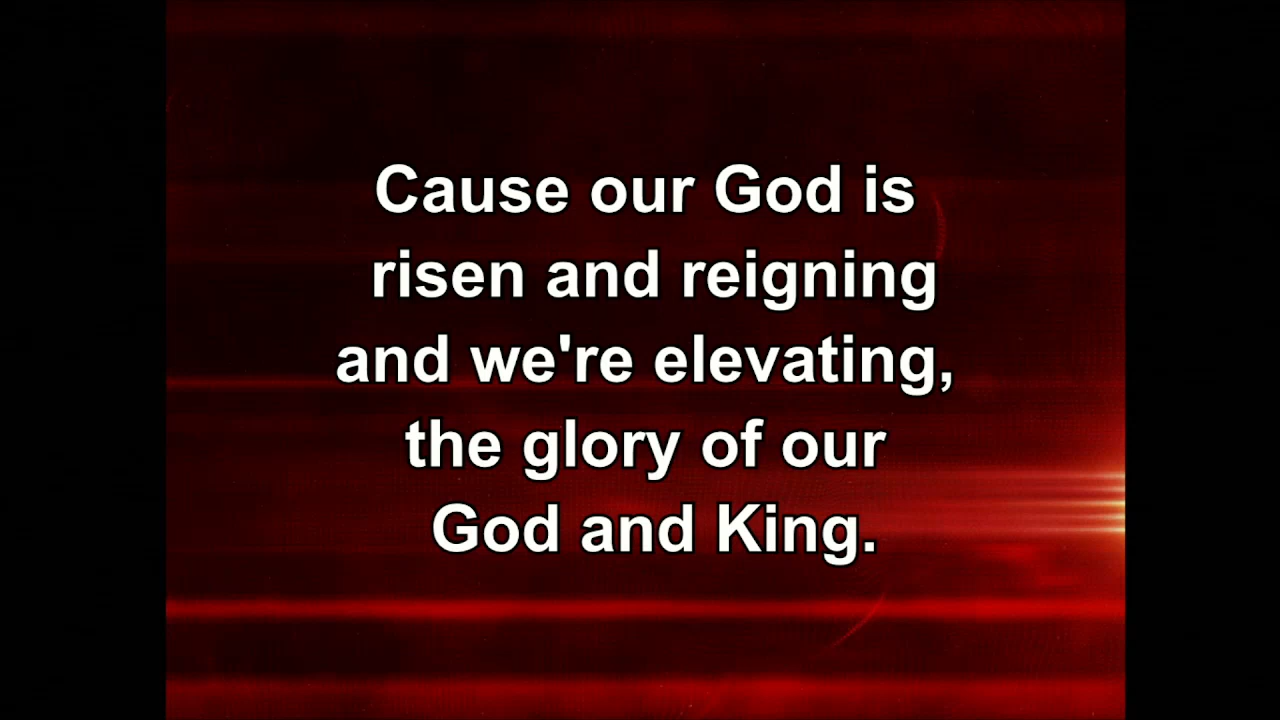 Cause our God is
risen and reigning
and we're elevating,
the glory of our
God and King.